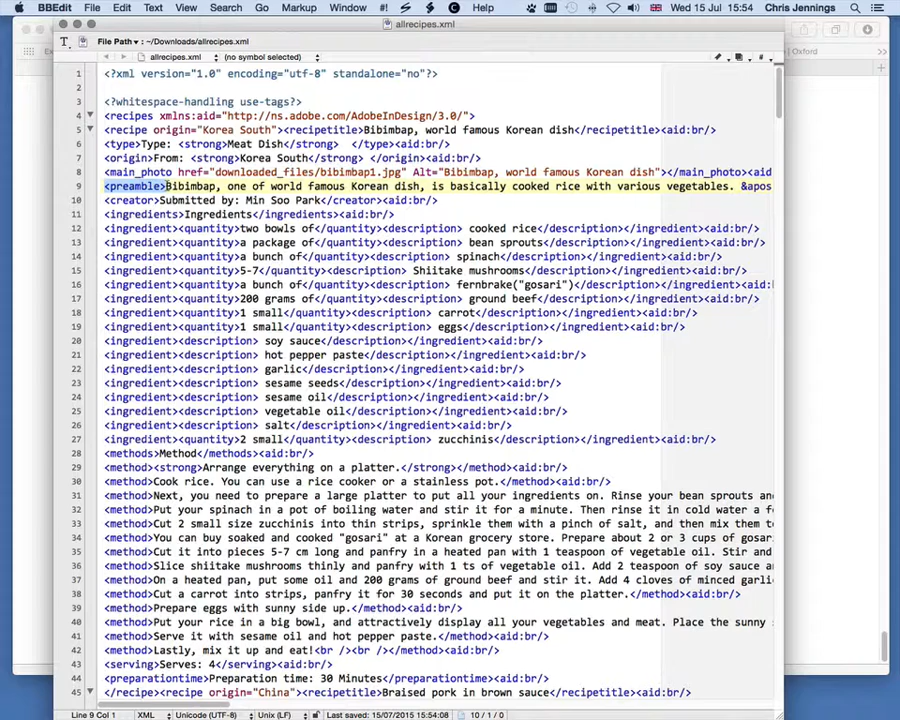 BBEdit File Edit Text View Search Go Markup Window Help Wed 15 Jul 15:54 Chris Jennings
allrecipes.xml
File Path ▾ : ~/Downloads/allrecipes.xml
allrecipes.xml (no symbol selected)
Oxford
1 <?xml version="1.0" encoding="utf-8" standalone="no"?>
2
3 <?whitespace-handling use-tags?>
4 <recipes xmlns:aid="http://ns.adobe.com/AdobeInDesign/3.0/">
5 <recipe origin="Korea South"><recipetitle>Bibimbap, world famous Korean dish</recipetitle><aid:br/>
6 <type>Type: <strong>Meat Dish</strong> </type><aid:br/>
7 <origin>From: <strong>Korea South</strong> </origin><aid:br/>
8 <main_photo href="downloaded_files/bibimbap1.jpg" Alt="Bibimbap, world famous Korean dish"></main_photo><aid
9 <preamble>Bibimbap, one of world famous Korean dish, is basically cooked rice with various vegetables. &apos
10 <creator>Submitted by: Min Soo Park</creator><aid:br/>
11 <ingredients>Ingredients</ingredients><aid:br/>
12 <ingredient><quantity>two bowls of</quantity><description> cooked rice</description></ingredient><aid:br/>
13 <ingredient><quantity>a package of</quantity><description> bean sprouts</description></ingredient><aid:br/>
14 <ingredient><quantity>a bunch of</quantity><description> spinach</description></ingredient><aid:br/>
15 <ingredient><quantity>5-7</quantity><description> Shiitake mushrooms</description></ingredient><aid:br/>
16 <ingredient><quantity>a bunch of</quantity><description> fernbrake("gosari")</description></ingredient><aid:
17 <ingredient><quantity>200 grams of</quantity><description> ground beef</description></ingredient><aid:br/>
18 <ingredient><quantity>1 small</quantity><description> carrot</description></ingredient><aid:br/>
19 <ingredient><quantity>1 small</quantity><description> eggs</description></ingredient><aid:br/>
20 <ingredient><description> soy sauce</description></ingredient><aid:br/>
21 <ingredient><description> hot pepper paste</description></ingredient><aid:br/>
22 <ingredient><description> garlic</description></ingredient><aid:br/>
23 <ingredient><description> sesame seeds</description></ingredient><aid:br/>
24 <ingredient><description> sesame oil</description></ingredient><aid:br/>
25 <ingredient><description> vegetable oil</description></ingredient><aid:br/>
26 <ingredient><description> salt</description></ingredient><aid:br/>
27 <ingredient><quantity>2 small</quantity><description> zucchinis</description></ingredient><aid:br/>
28 <methods>Method</methods><aid:br/>
29 <method><strong>Arrange everything on a platter.</strong></method><aid:br/>
30 <method>Cook rice. You can use a rice cooker or a stainless pot.</method><aid:br/>
31 <method>Next, you need to prepare a large platter to put all your ingredients on. Rinse your bean sprouts an
32 <method>Put your spinach in a pot of boiling water and stir it for a minute. Then rinse it in cold water a f
33 <method>Cut 2 small size zucchinis into thin strips, sprinkle them with a pinch of salt, and then mix them t
34 <method>You can buy soaked and cooked "gosari" at a Korean grocery store. Prepare about 2 or 3 cups of gosar
35 <method>Cut it into pieces 5-7 cm long and panfry in a heated pan with 1 teaspoon of vegetable oil. Stir and
36 <method>Slice shiitake mushrooms thinly and panfry with 1 ts of vegetable oil. Add 2 teaspoon of soy sauce a
37 <method>On a heated pan, put some oil and 200 grams of ground beef and stir it. Add 4 cloves of minced garli
38 <method>Cut a carrot into strips, panfry it for 30 seconds and put it on the platter.</method><aid:br/>
39 <method>Prepare eggs with sunny side up.</method><aid:br/>
40 <method>Put your rice in a big bowl, and attractively display all your vegetables and meat. Place the sunny
41 <method>Serve it with sesame oil and hot pepper paste.</method><aid:br/>
42 <method>Lastly, mix it up and eat!<br /><br /></method><aid:br/>
43 <serving>Serves: 4</serving><aid:br/>
44 <preparationtime>Preparation time: 30 Minutes</preparationtime><aid:br/>
45 </recipe><recipe origin="China"><recipetitle>Braised pork in brown sauce</recipetitle><aid:br/>
Line 9 Col 1 XML Unicode (UTF-8) Unix (LF) Last saved: 15/07/2015 15:54:08 10 / 1 / 0